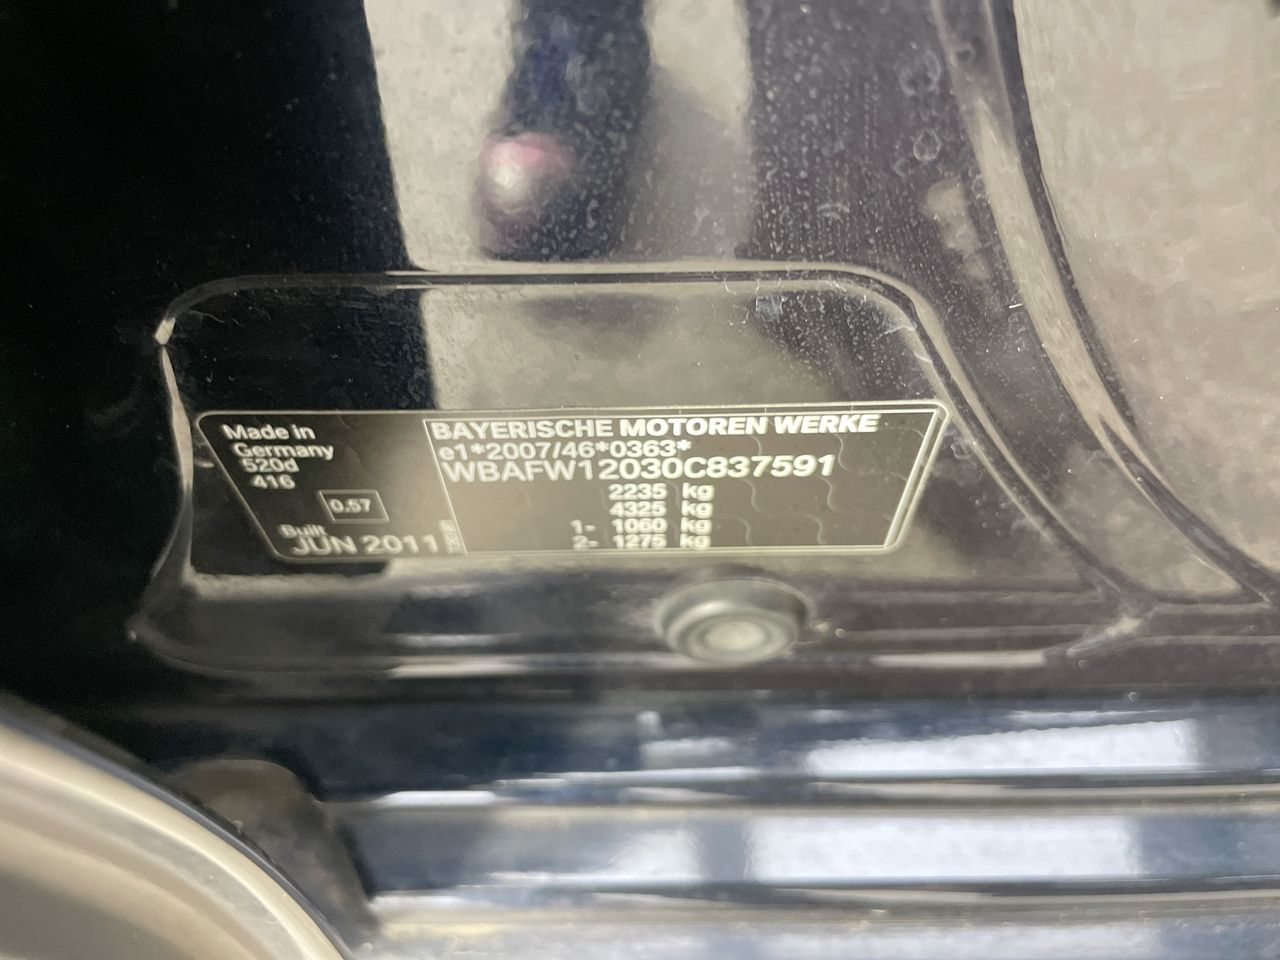 Made in
Germany
520d
416
0.57
Built
JUN 2011
BAYERISCHE MOTOREN WERKE
e1*2007/46*0363*
WBAFW12030C837591
2235 kg
4325 kg
1- 1060 kg
2- 1275 kg